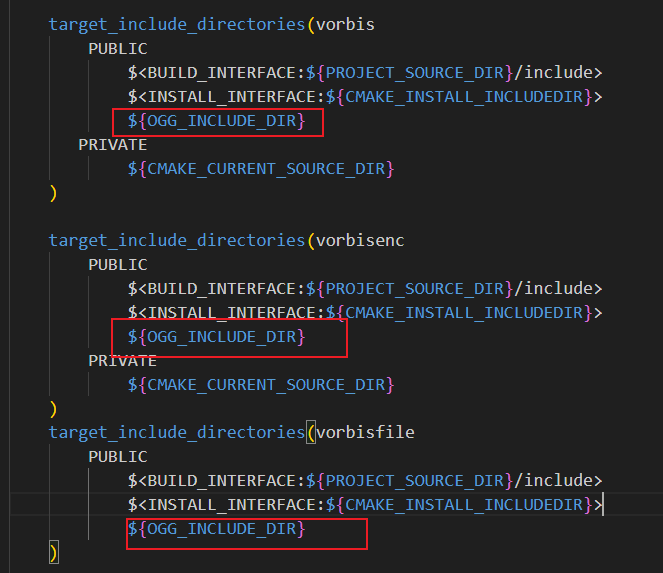 target_include_directories(vorbis
PUBLIC
$<BUILD_INTERFACE:${PROJECT_SOURCE_DIR}/include>
$<INSTALL_INTERFACE:${CMAKE_INSTALL_INCLUDEDIR}>
${OGG_INCLUDE_DIR}
PRIVATE
${CMAKE_CURRENT_SOURCE_DIR}
)
target_include_directories(vorbisenc
PUBLIC
$<BUILD_INTERFACE:${PROJECT_SOURCE_DIR}/include>
$<INSTALL_INTERFACE:${CMAKE_INSTALL_INCLUDEDIR}>
${OGG_INCLUDE_DIR}
PRIVATE
${CMAKE_CURRENT_SOURCE_DIR}
)
target_include_directories(vorbisfile
PUBLIC
$<BUILD_INTERFACE:${PROJECT_SOURCE_DIR}/include>
$<INSTALL_INTERFACE:${CMAKE_INSTALL_INCLUDEDIR}>
${OGG_INCLUDE_DIR}
)